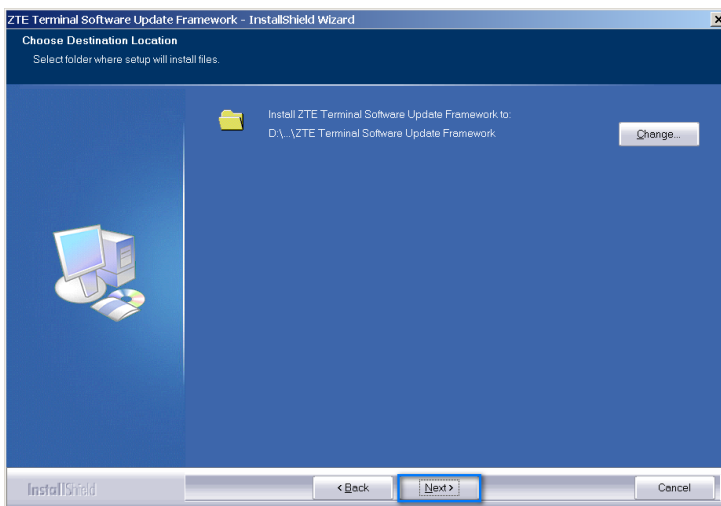 ZTE Terminal Software Update Framework - InstallShield Wizard
Choose Destination Location
Select folder where setup will install files.
Install ZTE Terminal Software Update Framework to:
D:\...\ZTE Terminal Software Update Framework
Change...
InstallShield
< Back
Next >
Cancel